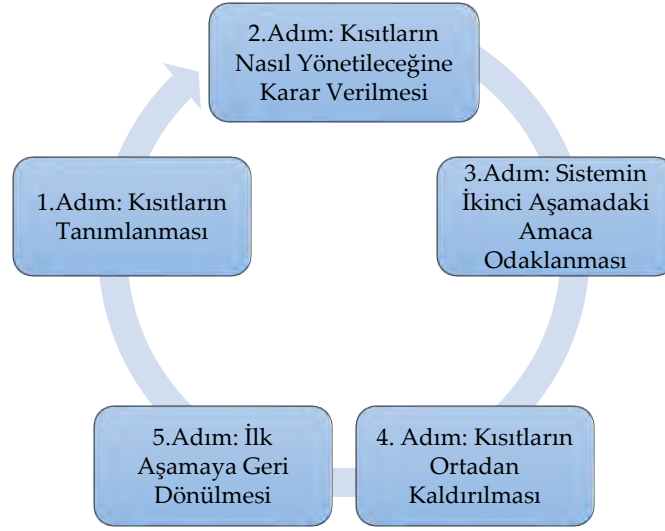 1.Adım: Kısıtların
Tanımlanması
2.Adım: Kısıtların
Nasıl Yönetileceğine
Karar Verilmesi
3.Adım: Sistemin
İkinci Aşamadaki
Amaca
Odaklanması
4. Adım: Kısıtların
Ortadan
Kaldırılması
5.Adım: İlk
Aşamaya Geri
Dönülmesi